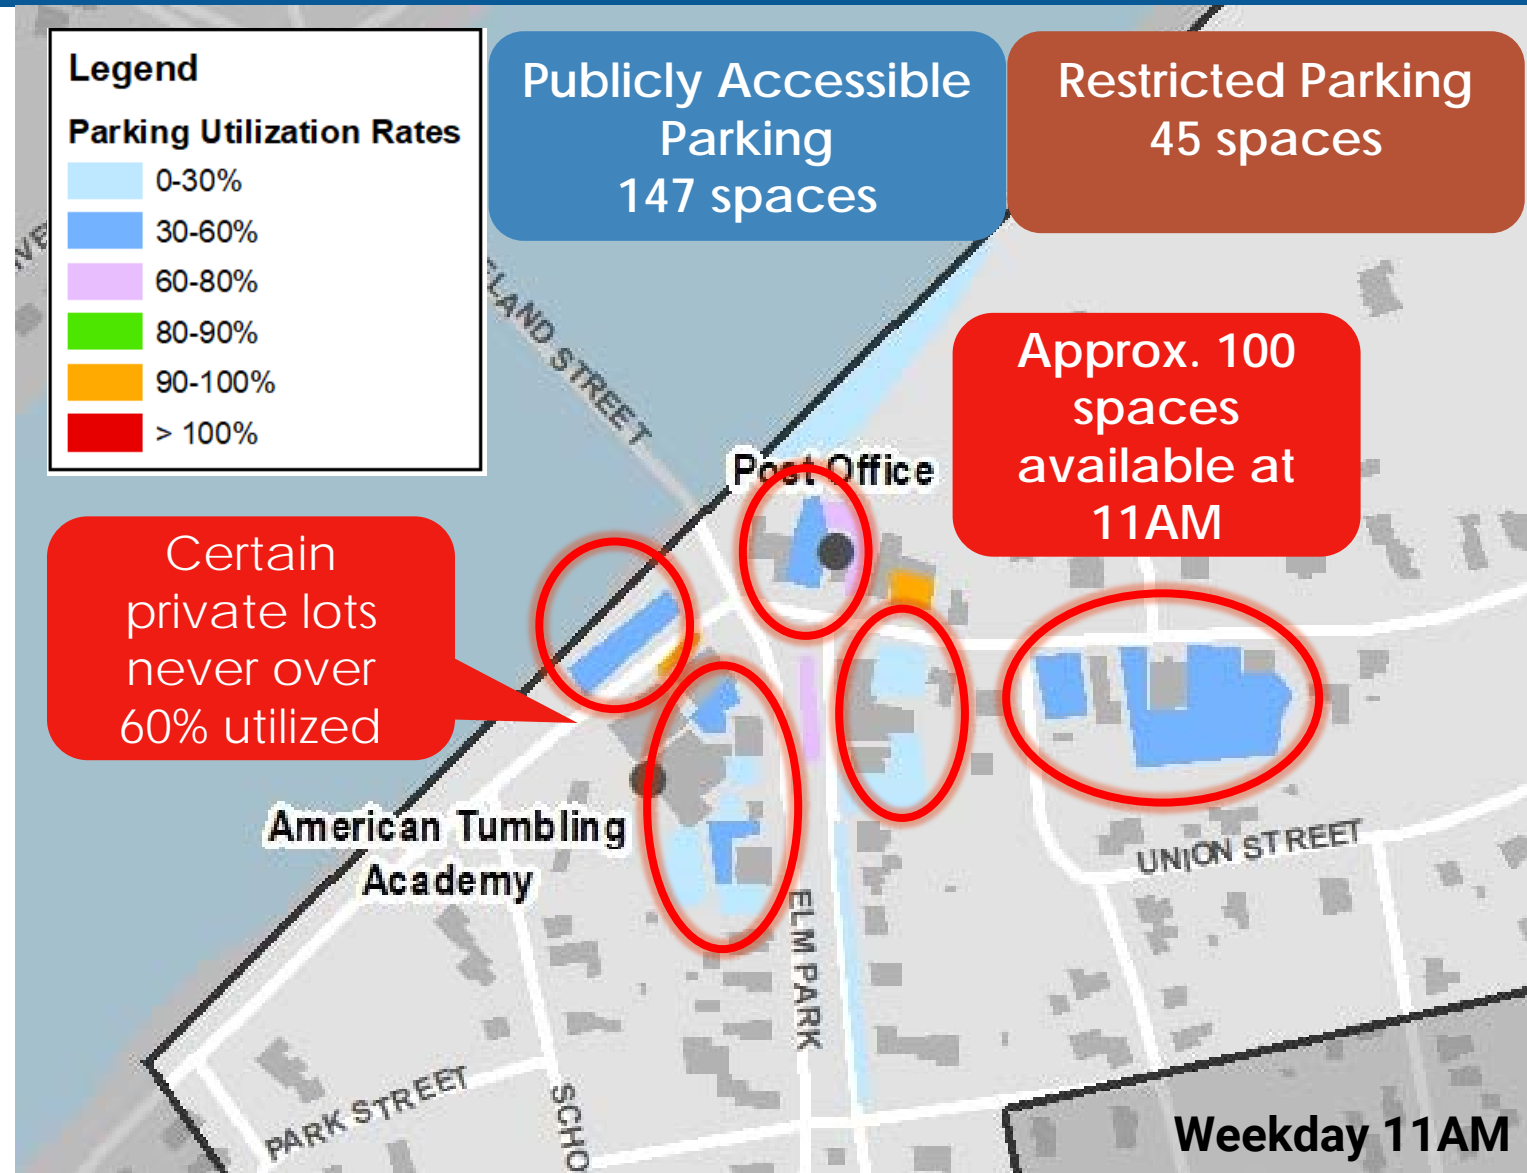 Legend
Parking Utilization Rates
0-30%
30-60%
60-80%
80-90%
90-100%
> 100%
Publicly Accessible
Parking
147 spaces
Restricted Parking
45 spaces
Approx. 100
spaces
available at
11AM
Certain
private lots
never over
60% utilized
ELAND STREET
Post Office
American Tumbling
Academy
UNION STREET
ELM PARK
PARK STREET
SCHO
Weekday 11AM